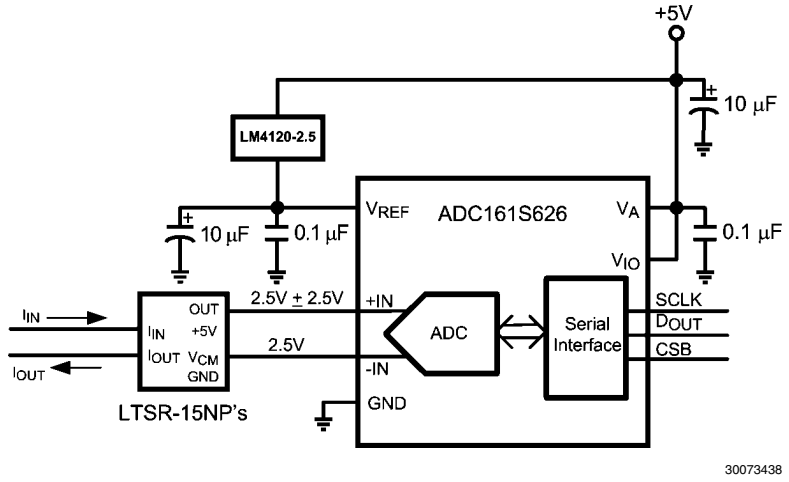 +5V
+
10 µF
LM4120-2.5
VREF
ADC161S626
VA
+
10 µF
0.1 µF
0.1 µF
VIO
IIN
OUT
2.5V ± 2.5V
+IN
SCLK
IIN
+5V
ADC
Serial
Interface
DOUT
IOUT
VCM
2.5V
-IN
CSB
IOUT
GND
LTSR-15NP's
GND
30073438